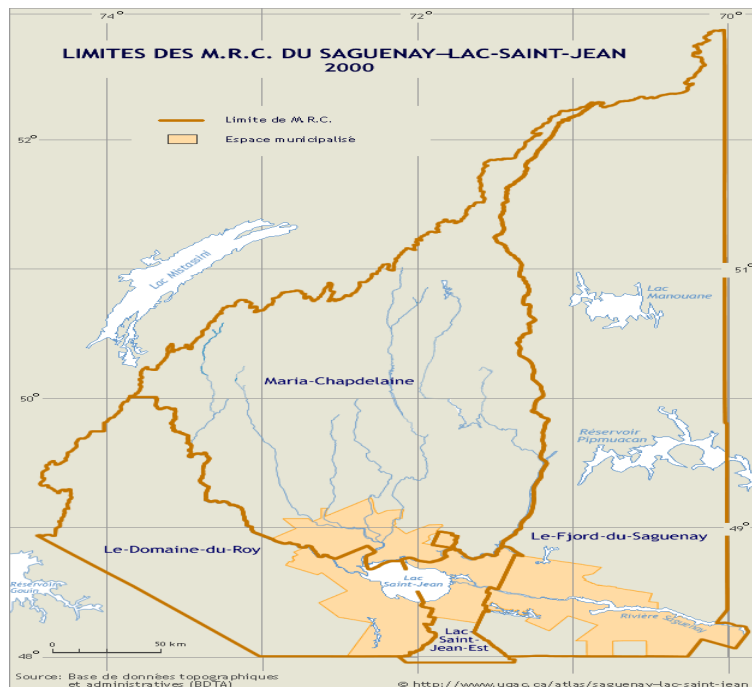 74°
72°
70°
LIMITES DES M.R.C. DU SAGUENAY–LAC-SAINT-JEAN
2000
Limite de M.R.C.
Espace municipalisé
52°
51°
Lac Mistassini
Lac
Manouane
Maria-Chapdelaine
50°
Réservoir
Pipmuacan
49°
Le-Domaine-du-Roy
Le-Fjord-du-Saguenay
Réservoir
Gouin
Lac
Saint-Jean
Rivière Saguenay
Lac
Saint-
Jean-Est
0 50 km
48°
Source: Base de données topographiques
et administratives (BDTA)
© http://www.uqac.ca/atlas/saguenay-lac-saint-jean